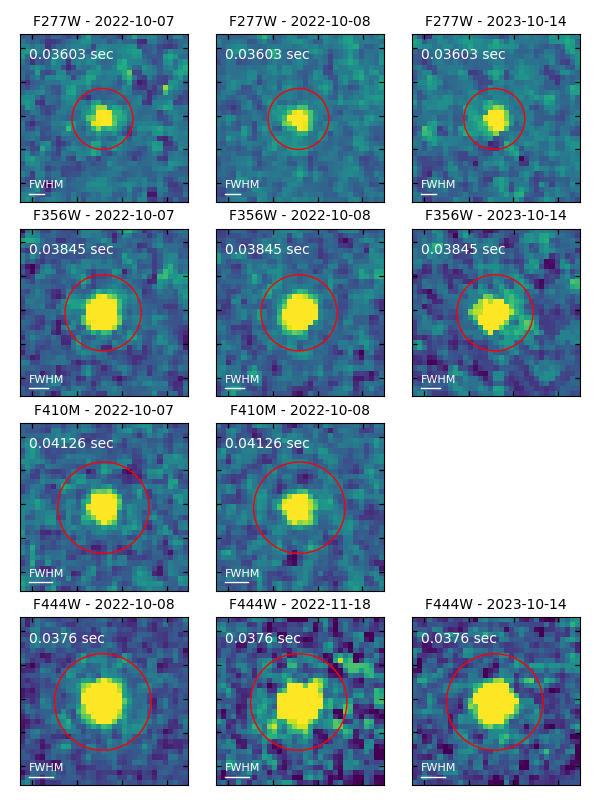 F277W - 2022-10-07
F277W - 2022-10-08
F277W - 2023-10-14
0.03603 sec
0.03603 sec
0.03603 sec
FWHM
FWHM
FWHM
F356W - 2022-10-07
F356W - 2022-10-08
F356W - 2023-10-14
0.03845 sec
0.03845 sec
0.03845 sec
FWHM
FWHM
FWHM
F410M - 2022-10-07
F410M - 2022-10-08
0.04126 sec
0.04126 sec
FWHM
FWHM
F444W - 2022-10-08
F444W - 2022-11-18
F444W - 2023-10-14
0.0376 sec
0.0376 sec
0.0376 sec
FWHM
FWHM
FWHM